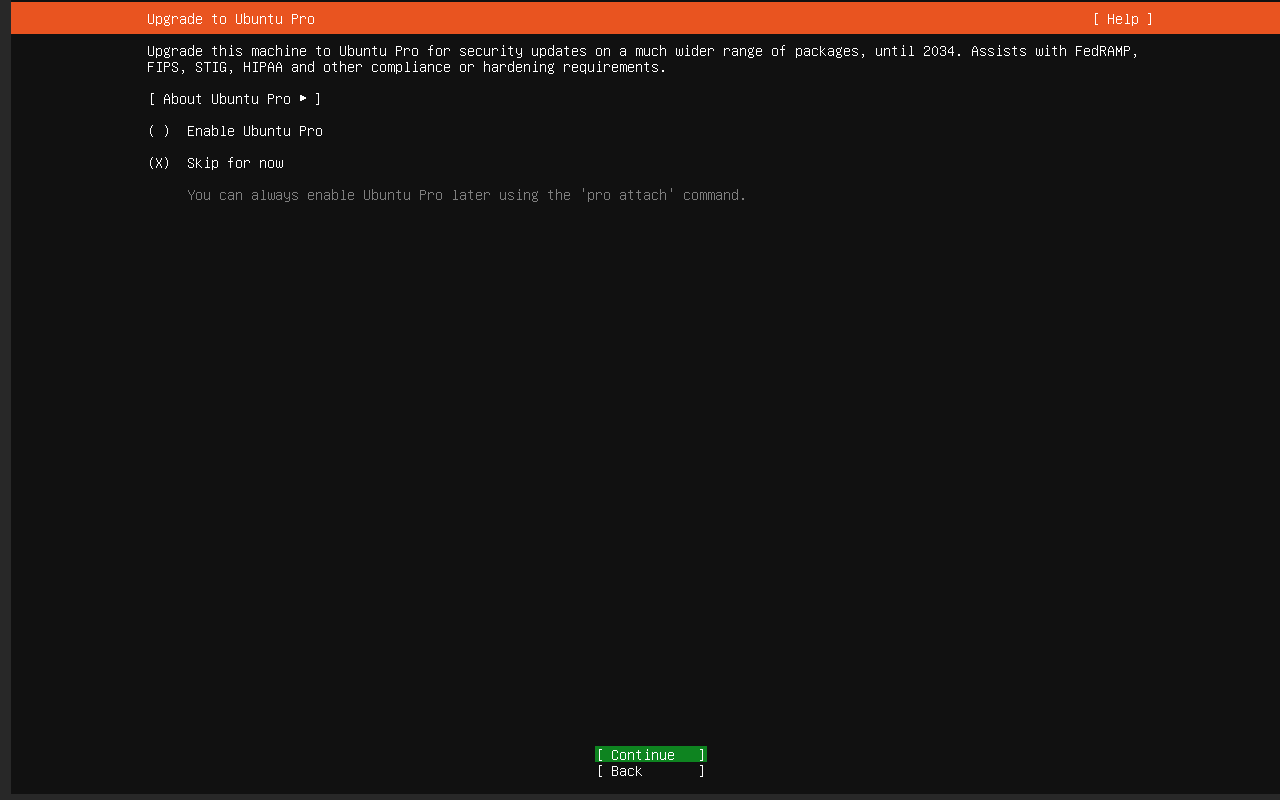 Upgrade to Ubuntu Pro [ Help ]
Upgrade this machine to Ubuntu Pro for security updates on a much wider range of packages, until 2034. Assists with FedRAMP,
FIPS, STIG, HIPAA and other compliance or hardening requirements.
[ About Ubuntu Pro ► ]
( ) Enable Ubuntu Pro
(X) Skip for now
You can always enable Ubuntu Pro later using the 'pro attach' command.
[ Continue ]
[ Back ]